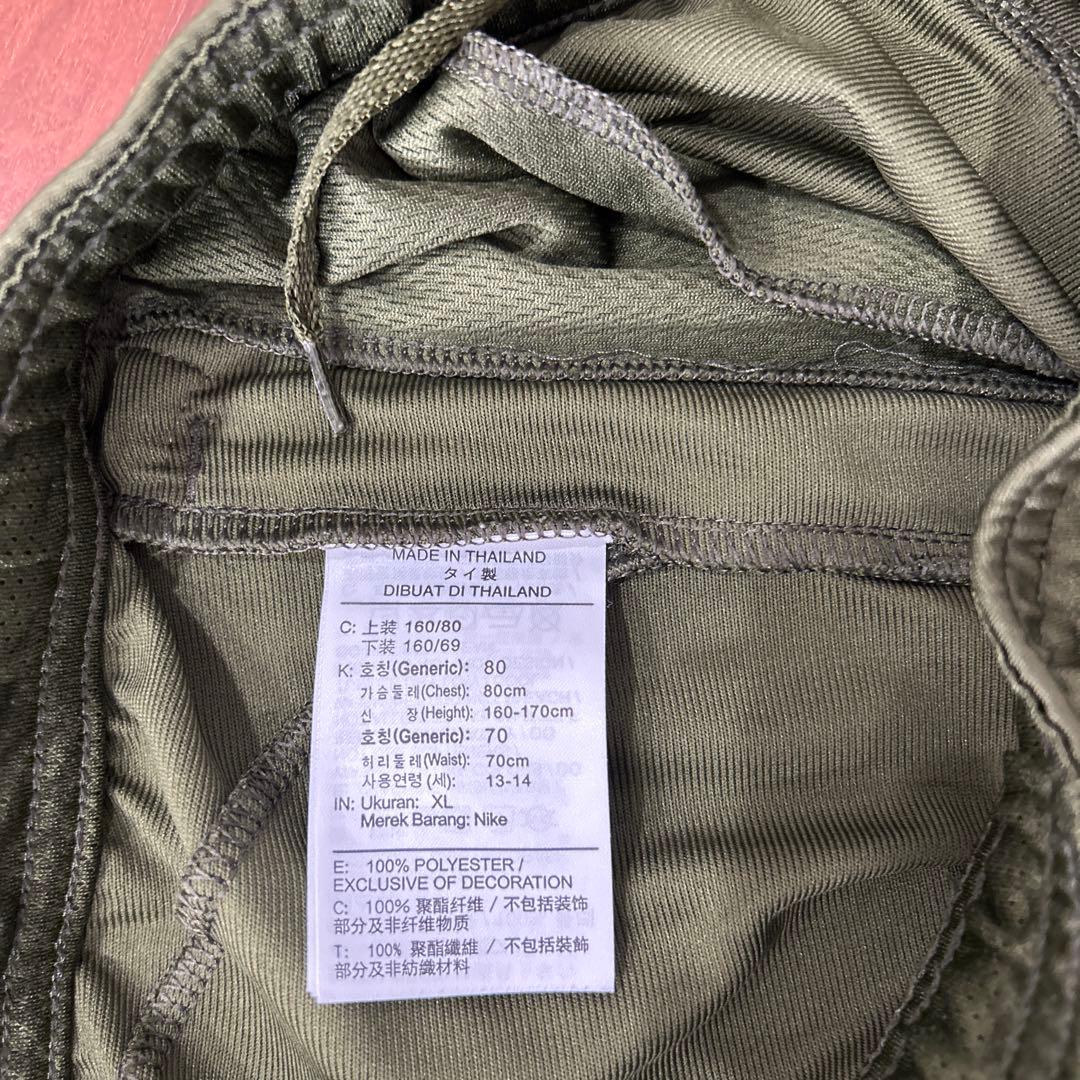 MADE IN THAILAND
タイ製
DIBUAT DI THAILAND
C: 上装 160/80
下装 160/69
K: 호칭(Generic): 80
가슴둘레(Chest): 80cm
신 장(Height): 160-170cm
호칭(Generic): 70
허리둘레(Waist): 70cm
사용연령(세): 13-14
IN: Ukuran: XL
Merek Barang: Nike
E: 100% POLYESTER /
EXCLUSIVE OF DECORATION
C: 100% 聚酯纤维 / 不包括装饰
部分及非纤维物质
T: 100% 聚酯纖維 / 不包括裝飾
部分及非紡織材料